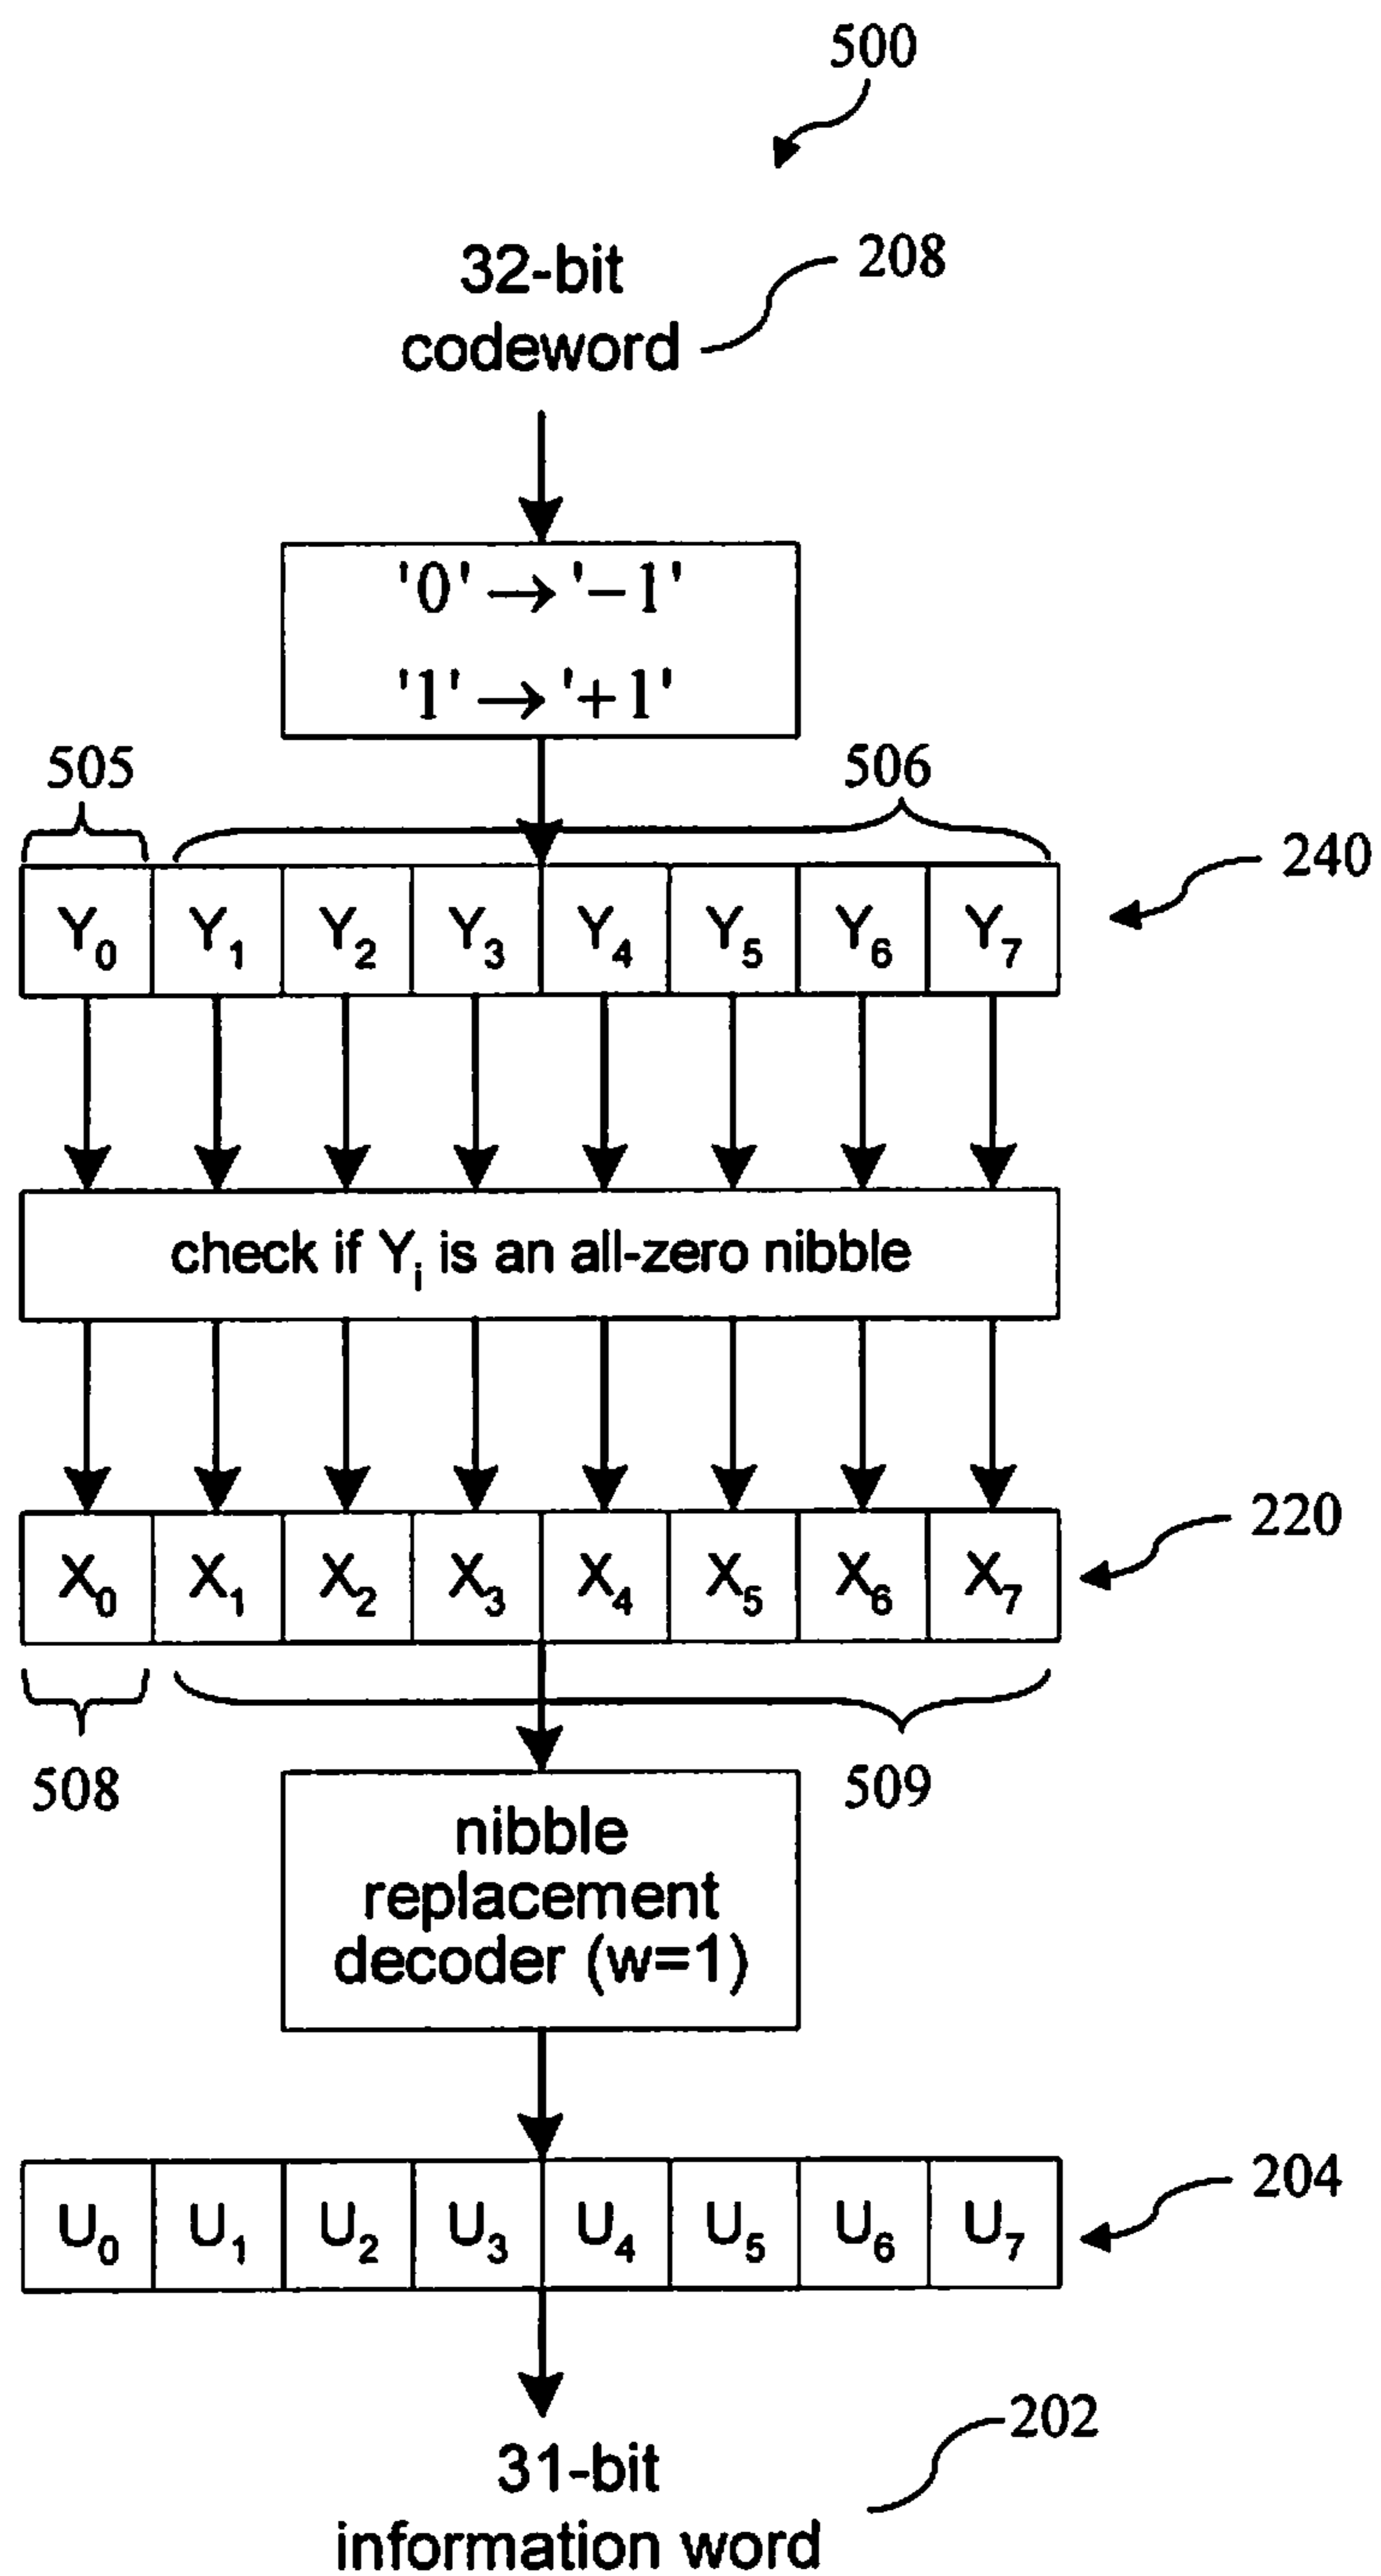 500
32-bit
codeword
208
'0' → '−1'
'1' → '+1'
505
506
240
Y0 Y1 Y2 Y3 Y4 Y5 Y6 Y7
check if Yi is an all-zero nibble
220
X0 X1 X2 X3 X4 X5 X6 X7
508
509
nibble
replacement
decoder (w=1)
204
U0 U1 U2 U3 U4 U5 U6 U7
202
31-bit
information word